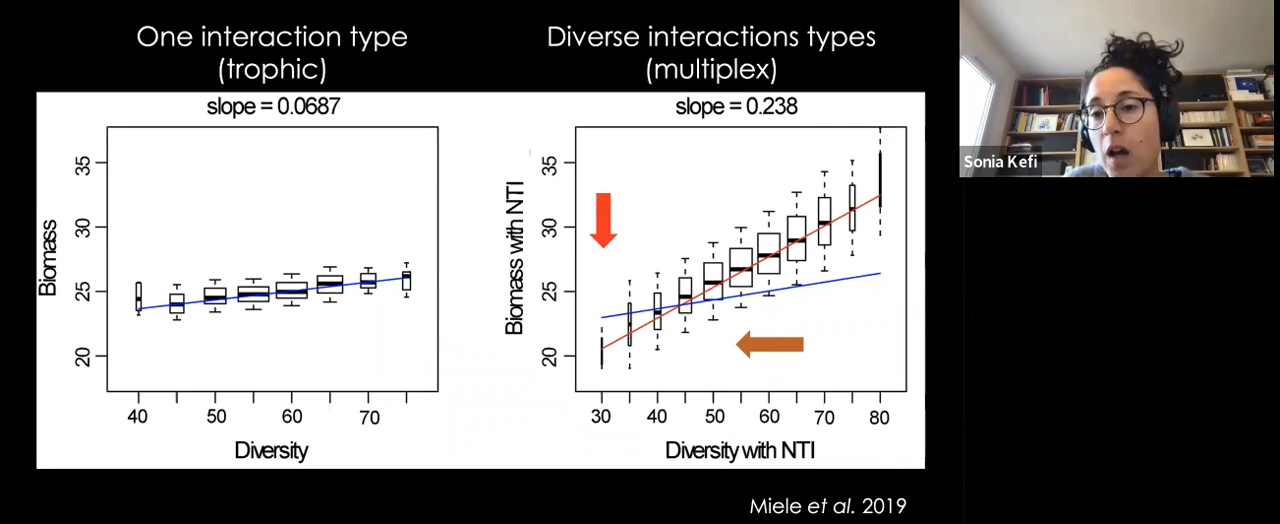 One interaction type
(trophic)
slope = 0.0687
Biomass
35
30
25
20
40
50
60
70
Diversity
Diverse interactions types
(multiplex)
slope = 0.238
Biomass with NTI
35
30
25
20
30
40
50
60
70
80
Diversity with NTI
Miele et al. 2019
Sonia Kefi